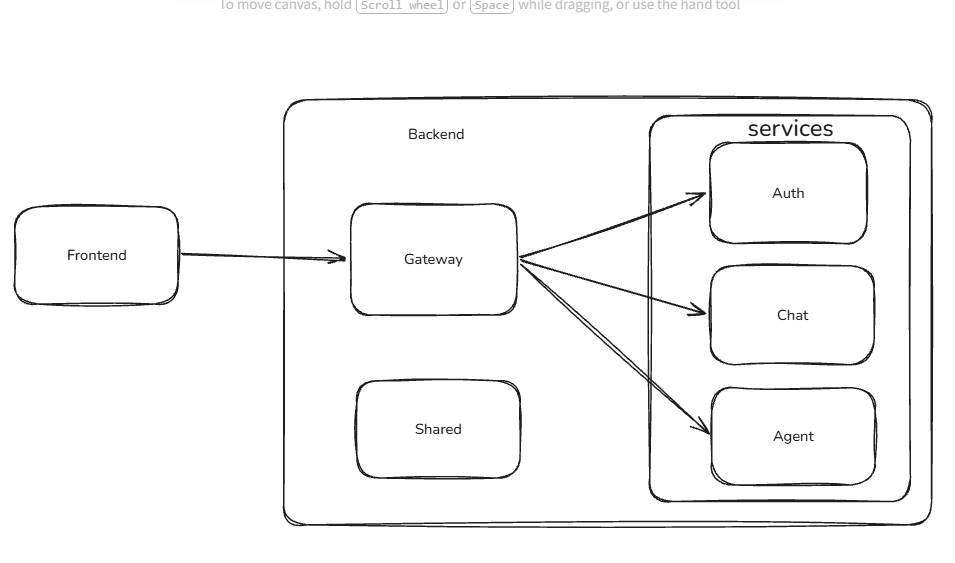 To move canvas, hold Scroll wheel or Space while dragging, or use the hand tool
Backend
services
Auth
Frontend
Gateway
Chat
Shared
Agent